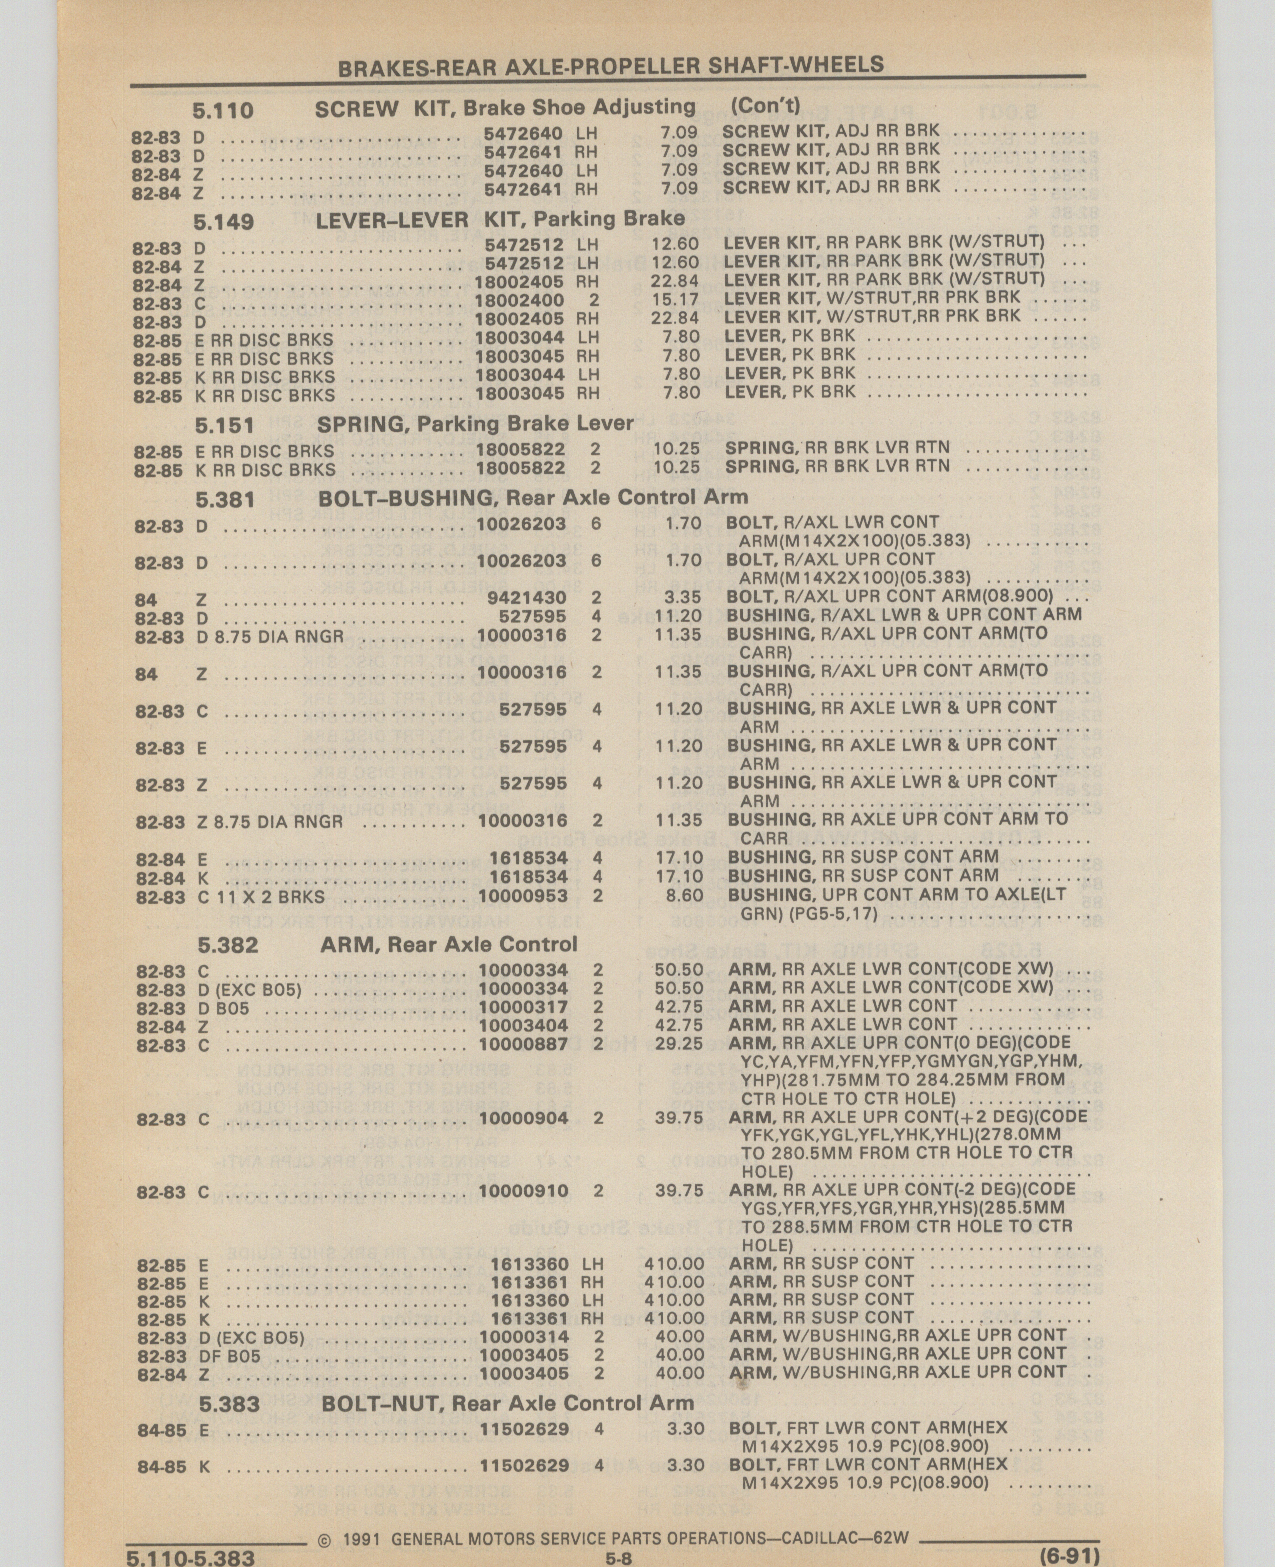 BRAKES-REAR AXLE-PROPELLER SHAFT-WHEELS
5.110 SCREW KIT, Brake Shoe Adjusting (Con't)
82-83 D ........................ 5472640 LH 7.09 SCREW KIT, ADJ RR BRK ..............
82-83 D ........................ 5472641 RH 7.09 SCREW KIT, ADJ RR BRK ..............
82-84 Z ........................ 5472640 LH 7.09 SCREW KIT, ADJ RR BRK ..............
82-84 Z ........................ 5472641 RH 7.09 SCREW KIT, ADJ RR BRK ..............
5.149 LEVER–LEVER KIT, Parking Brake
82-83 D ........................ 5472512 LH 12.60 LEVER KIT, RR PARK BRK (W/STRUT) ...
82-84 Z ........................ 5472512 LH 12.60 LEVER KIT, RR PARK BRK (W/STRUT) ...
82-84 Z ........................ 18002405 RH 22.84 LEVER KIT, RR PARK BRK (W/STRUT) ...
82-83 C ........................ 18002400 2 15.17 LEVER KIT, W/STRUT,RR PRK BRK ......
82-83 D ........................ 18002405 RH 22.84 LEVER KIT, W/STRUT,RR PRK BRK ......
82-85 E RR DISC BRKS ............ 18003044 LH 7.80 LEVER, PK BRK .......................
82-85 E RR DISC BRKS ............ 18003045 RH 7.80 LEVER, PK BRK .......................
82-85 K RR DISC BRKS ............ 18003044 LH 7.80 LEVER, PK BRK .......................
82-85 K RR DISC BRKS ............ 18003045 RH 7.80 LEVER, PK BRK .......................
5.151 SPRING, Parking Brake Lever
82-85 E RR DISC BRKS ............ 18005822 2 10.25 SPRING, RR BRK LVR RTN .............
82-85 K RR DISC BRKS ............ 18005822 2 10.25 SPRING, RR BRK LVR RTN .............
5.381 BOLT–BUSHING, Rear Axle Control Arm
82-83 D ........................ 10026203 6 1.70 BOLT, R/AXL LWR CONT
ARM(M14X2X100)(05.383) ...........
82-83 D ........................ 10026203 6 1.70 BOLT, R/AXL UPR CONT
ARM(M14X2X100)(05.383) ...........
84 Z ........................ 9421430 2 3.35 BOLT, R/AXL UPR CONT ARM(08.900) ...
82-83 D ........................ 527595 4 11.20 BUSHING, R/AXL LWR & UPR CONT ARM
82-83 D 8.75 DIA RNGR ........... 10000316 2 11.35 BUSHING, R/AXL UPR CONT ARM(TO
CARR) .............................
84 Z ........................ 10000316 2 11.35 BUSHING, R/AXL UPR CONT ARM(TO
CARR) .............................
82-83 C ........................ 527595 4 11.20 BUSHING, RR AXLE LWR & UPR CONT
ARM ...............................
82-83 E ........................ 527595 4 11.20 BUSHING, RR AXLE LWR & UPR CONT
ARM ...............................
82-83 Z ........................ 527595 4 11.20 BUSHING, RR AXLE LWR & UPR CONT
ARM ...............................
82-83 Z 8.75 DIA RNGR ........... 10000316 2 11.35 BUSHING, RR AXLE UPR CONT ARM TO
CARR ..............................
82-84 E ........................ 1618534 4 17.10 BUSHING, RR SUSP CONT ARM ........
82-84 K ........................ 1618534 4 17.10 BUSHING, RR SUSP CONT ARM ........
82-83 C 11 X 2 BRKS ............. 10000953 2 8.60 BUSHING, UPR CONT ARM TO AXLE(LT
GRN) (PG5-5,17) .....................
5.382 ARM, Rear Axle Control
82-83 C ........................ 10000334 2 50.50 ARM, RR AXLE LWR CONT(CODE XW) ...
82-83 D (EXC BO5) ............... 10000334 2 50.50 ARM, RR AXLE LWR CONT(CODE XW) ...
82-83 D BO5 .................... 10000317 2 42.75 ARM, RR AXLE LWR CONT .............
82-84 Z ........................ 10003404 2 42.75 ARM, RR AXLE LWR CONT .............
82-83 C ........................ 10000887 2 29.25 ARM, RR AXLE UPR CONT(0 DEG)(CODE
YC,YA,YFM,YFN,YFP,YGMYGN,YGP,YHM,
YHP)(281.75MM TO 284.25MM FROM
CTR HOLE TO CTR HOLE) .............
82-83 C ........................ 10000904 2 39.75 ARM, RR AXLE UPR CONT(+2 DEG)(CODE
YFK,YGK,YGL,YFL,YHK,YHL)(278.0MM
TO 280.5MM FROM CTR HOLE TO CTR
HOLE) .............................
82-83 C ........................ 10000910 2 39.75 ARM, RR AXLE UPR CONT(-2 DEG)(CODE
YGS,YFR,YFS,YGR,YHR,YHS)(285.5MM
TO 288.5MM FROM CTR HOLE TO CTR
HOLE) .............................
82-85 E ........................ 1613360 LH 410.00 ARM, RR SUSP CONT .................
82-85 E ........................ 1613361 RH 410.00 ARM, RR SUSP CONT .................
82-85 K ........................ 1613360 LH 410.00 ARM, RR SUSP CONT .................
82-85 K ........................ 1613361 RH 410.00 ARM, RR SUSP CONT .................
82-83 D (EXC BO5) .............. 10000314 2 40.00 ARM, W/BUSHING,RR AXLE UPR CONT .
82-83 DF BO5 ................... 10003405 2 40.00 ARM, W/BUSHING,RR AXLE UPR CONT .
82-84 Z ........................ 10003405 2 40.00 ARM, W/BUSHING,RR AXLE UPR CONT .
5.383 BOLT–NUT, Rear Axle Control Arm
84-85 E ........................ 11502629 4 3.30 BOLT, FRT LWR CONT ARM(HEX
M14X2X95 10.9 PC)(08.900) .........
84-85 K ........................ 11502629 4 3.30 BOLT, FRT LWR CONT ARM(HEX
M14X2X95 10.9 PC)(08.900) .........
© 1991 GENERAL MOTORS SERVICE PARTS OPERATIONS—CADILLAC—62W
5.110-5.383 5-8 (6-91)